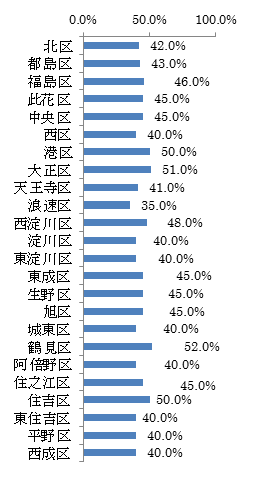 0.0% 50.0% 100.0%
北区 42.0%
都島区 43.0%
福島区 46.0%
此花区 45.0%
中央区 45.0%
西区 40.0%
港区 50.0%
大正区 51.0%
天王寺区 41.0%
浪速区 35.0%
西淀川区 48.0%
淀川区 40.0%
東淀川区 40.0%
東成区 45.0%
生野区 45.0%
旭区 45.0%
城東区 40.0%
鶴見区 52.0%
阿倍野区 40.0%
住之江区 45.0%
住吉区 50.0%
東住吉区 40.0%
平野区 40.0%
西成区 40.0%